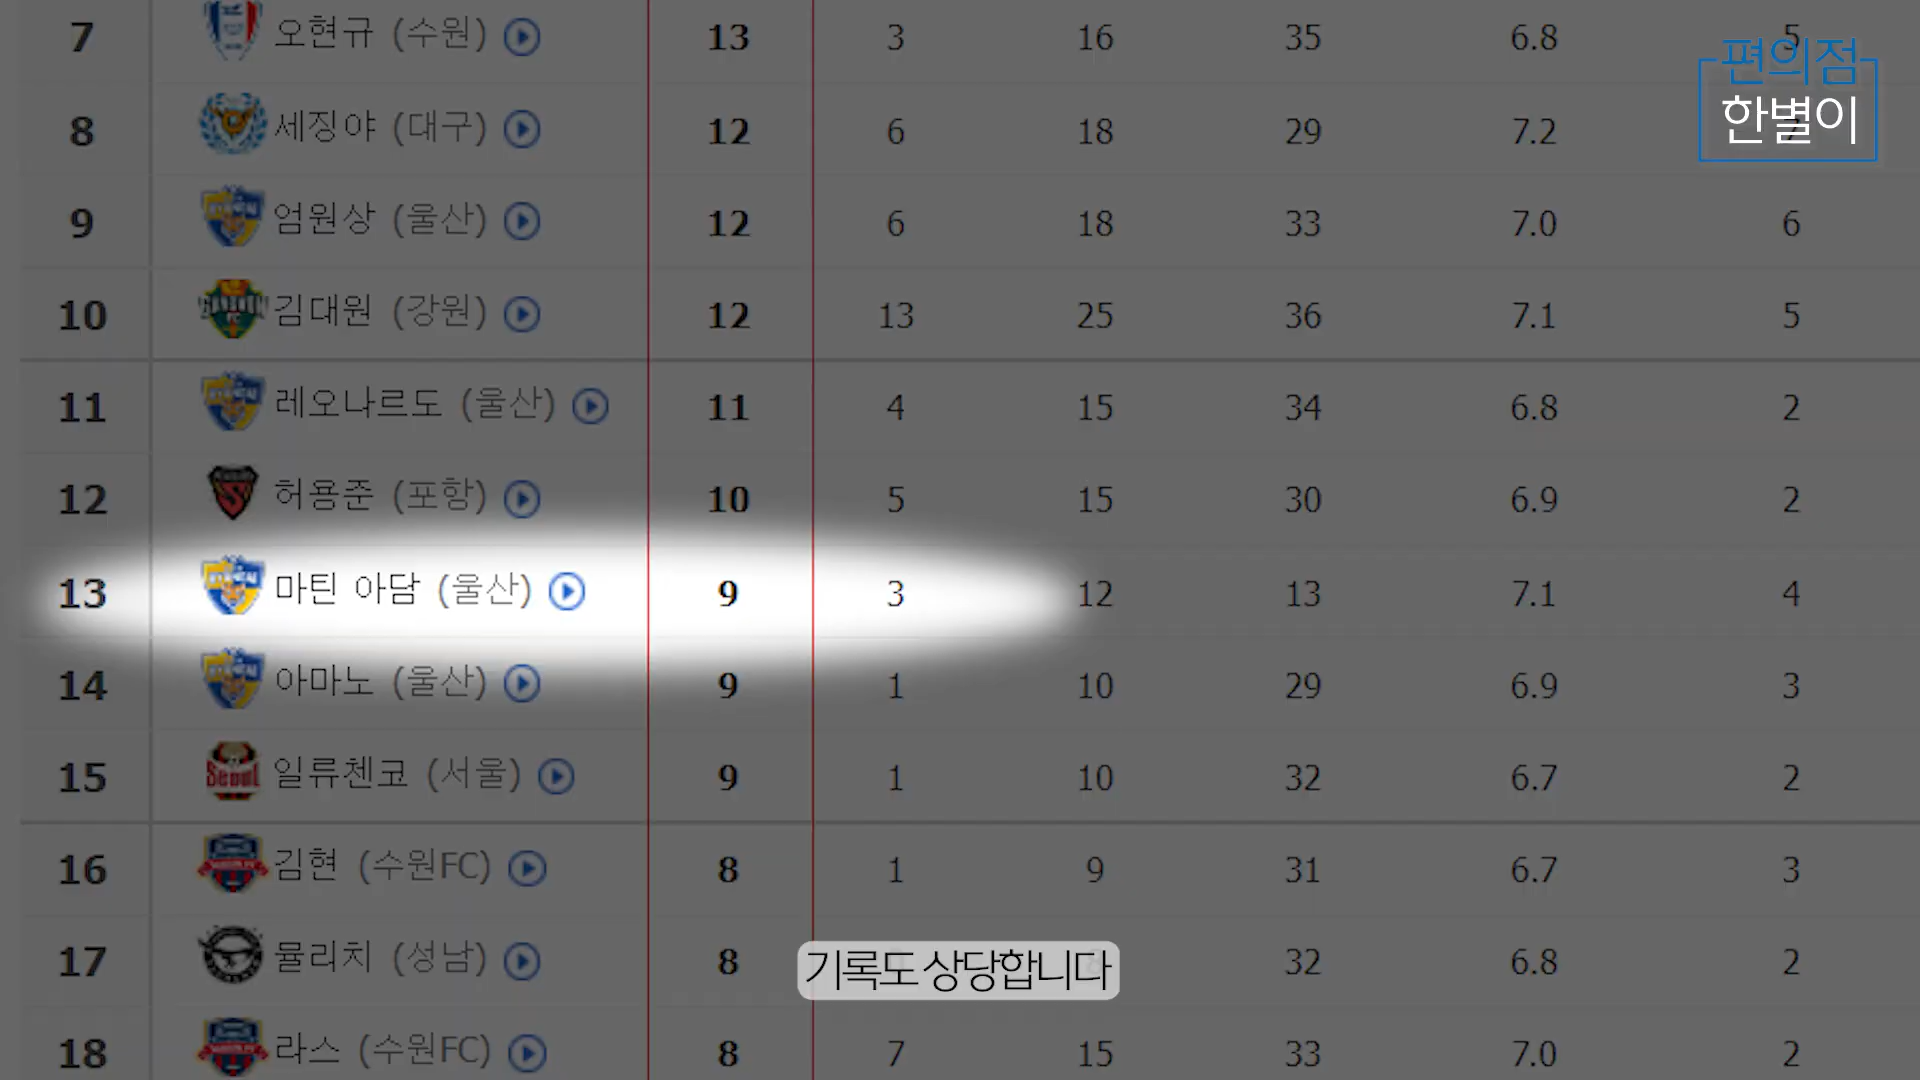 7 오현규 (수원) 13 3 16 35 6.8 5
편의점
한별이
8 세징야 (대구) 12 6 18 29 7.2 7
9 엄원상 (울산) 12 6 18 33 7.0 6
10 김대원 (강원) 12 13 25 36 7.1 5
11 레오나르도 (울산) 11 4 15 34 6.8 2
12 허용준 (포항) 10 5 15 30 6.9 2
13 마틴 아담 (울산) 9 3 12 13 7.1 4
14 아마노 (울산) 9 1 10 29 6.9 3
15 일류첸코 (서울) 9 1 10 32 6.7 2
16 김현 (수원FC) 8 1 9 31 6.7 3
17 뮬리치 (성남) 8 32 6.8 2
기록도 상당합니다
18 라스 (수원FC) 8 7 15 33 7.0 2